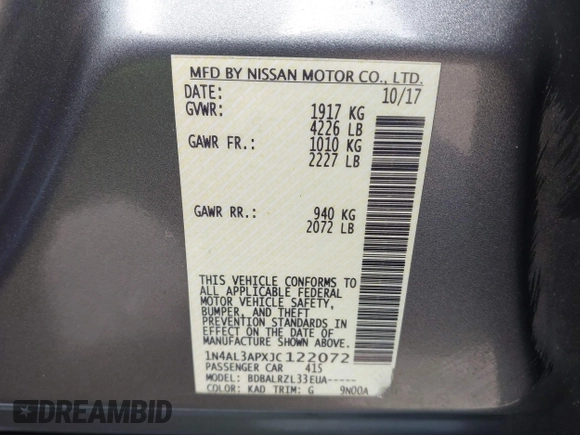 MFD BY NISSAN MOTOR CO., LTD.
DATE: 10/17
GVWR: 1917 KG
4226 LB
GAWR FR.: 1010 KG
2227 LB
GAWR RR.: 940 KG
2072 LB
THIS VEHICLE CONFORMS TO
ALL APPLICABLE FEDERAL
MOTOR VEHICLE SAFETY,
BUMPER, AND THEFT
PREVENTION STANDARDS IN
EFFECT ON THE DATE OF
MANUFACTURE SHOWN ABOVE.
1N4AL3APXJC122072
PASSENGER CAR 415
MODEL: BDBALRZL33EUA-----
COLOR: KAD TRIM: G 9N00A
DREAMBID